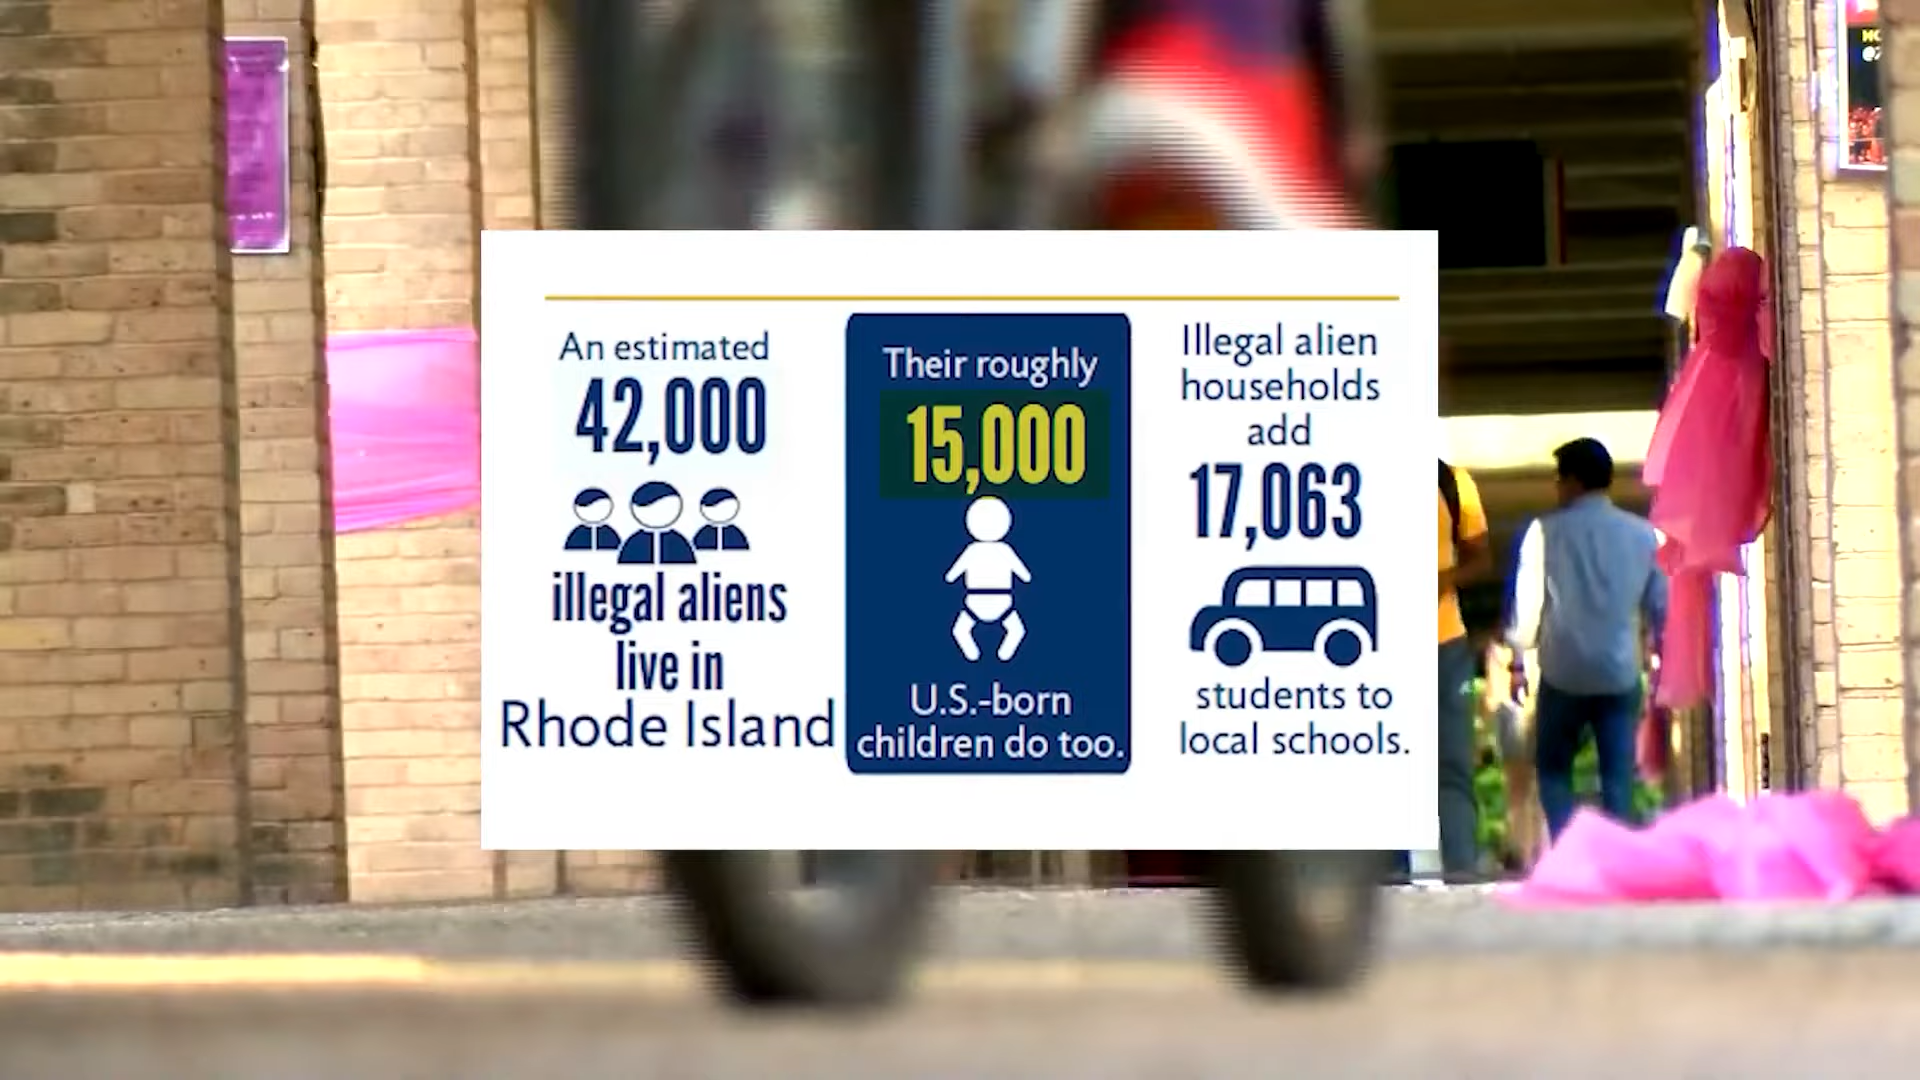 An estimated
42,000
illegal aliens
live in
Rhode Island
Their roughly
15,000
U.S.-born
children do too.
Illegal alien
households
add
17,063
students to
local schools.